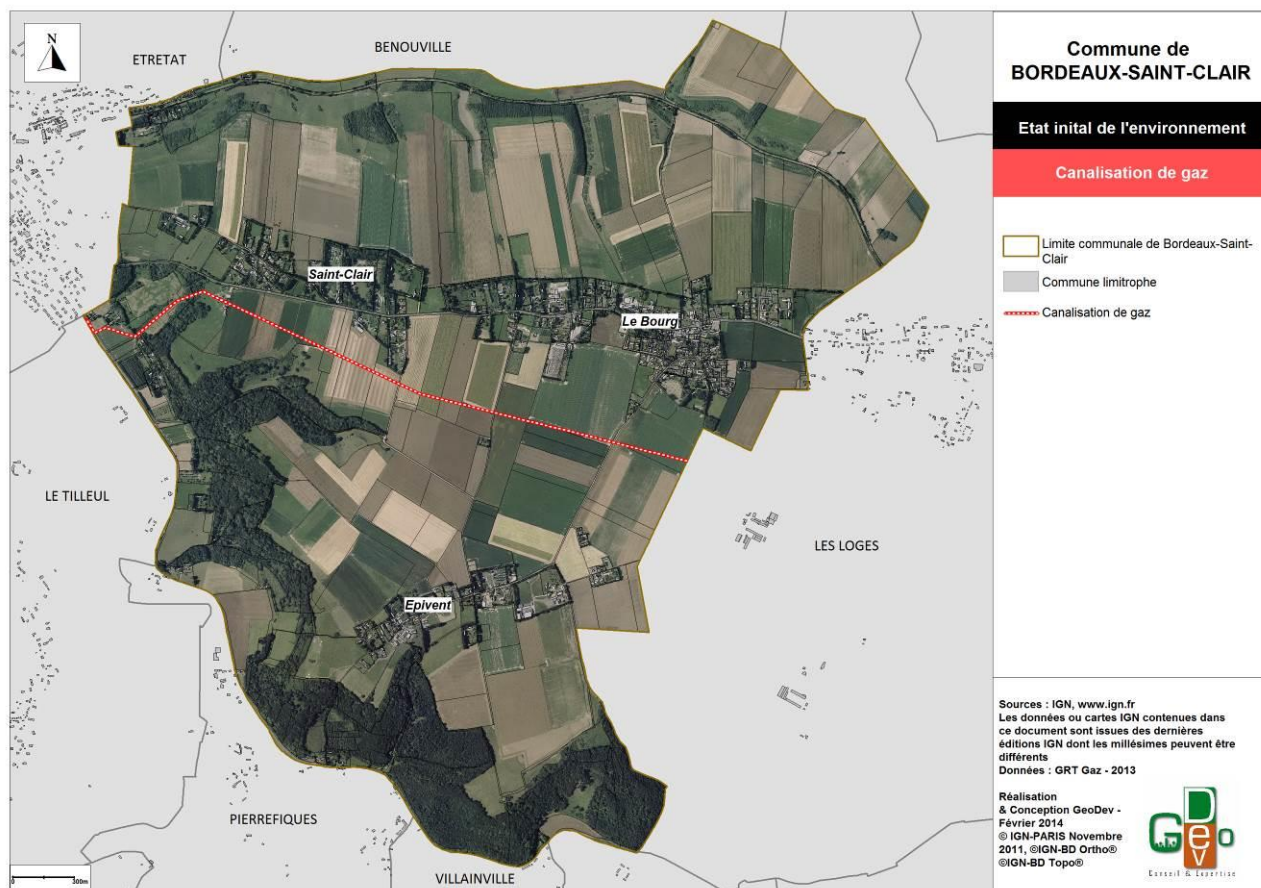 N
ETRETAT
BENOUVILLE
Saint-Clair
Le Bourg
LE TILLEUL
LES LOGES
Epivent
PIERREFIQUES
VILLAINVILLE
0 300m
Commune de
BORDEAUX-SAINT-CLAIR
Etat inital de l'environnement
Canalisation de gaz
Limite communale de Bordeaux-Saint-
Clair
Commune limitrophe
Canalisation de gaz
Sources : IGN, www.ign.fr
Les données ou cartes IGN contenues dans
ce document sont issues des dernières
éditions IGN dont les millésimes peuvent être
différents
Données : GRT Gaz - 2013
Réalisation
& Conception GeoDev -
Février 2014
© IGN-PARIS Novembre
2011, ©IGN-BD Ortho®
©IGN-BD Topo®
GeoDev
Conseil & Expertise